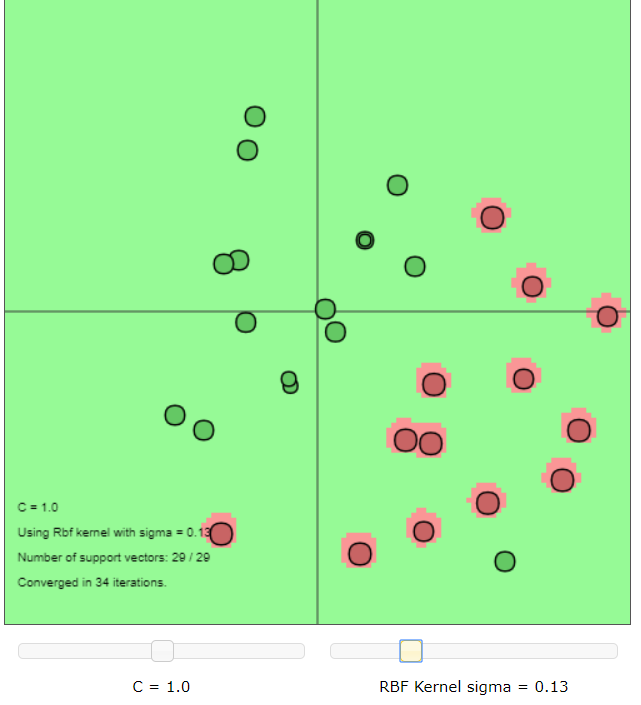 C = 1.0
Using Rbf kernel with sigma = 0.13
Number of support vectors: 29 / 29
Converged in 34 iterations.
C = 1.0
RBF Kernel sigma = 0.13